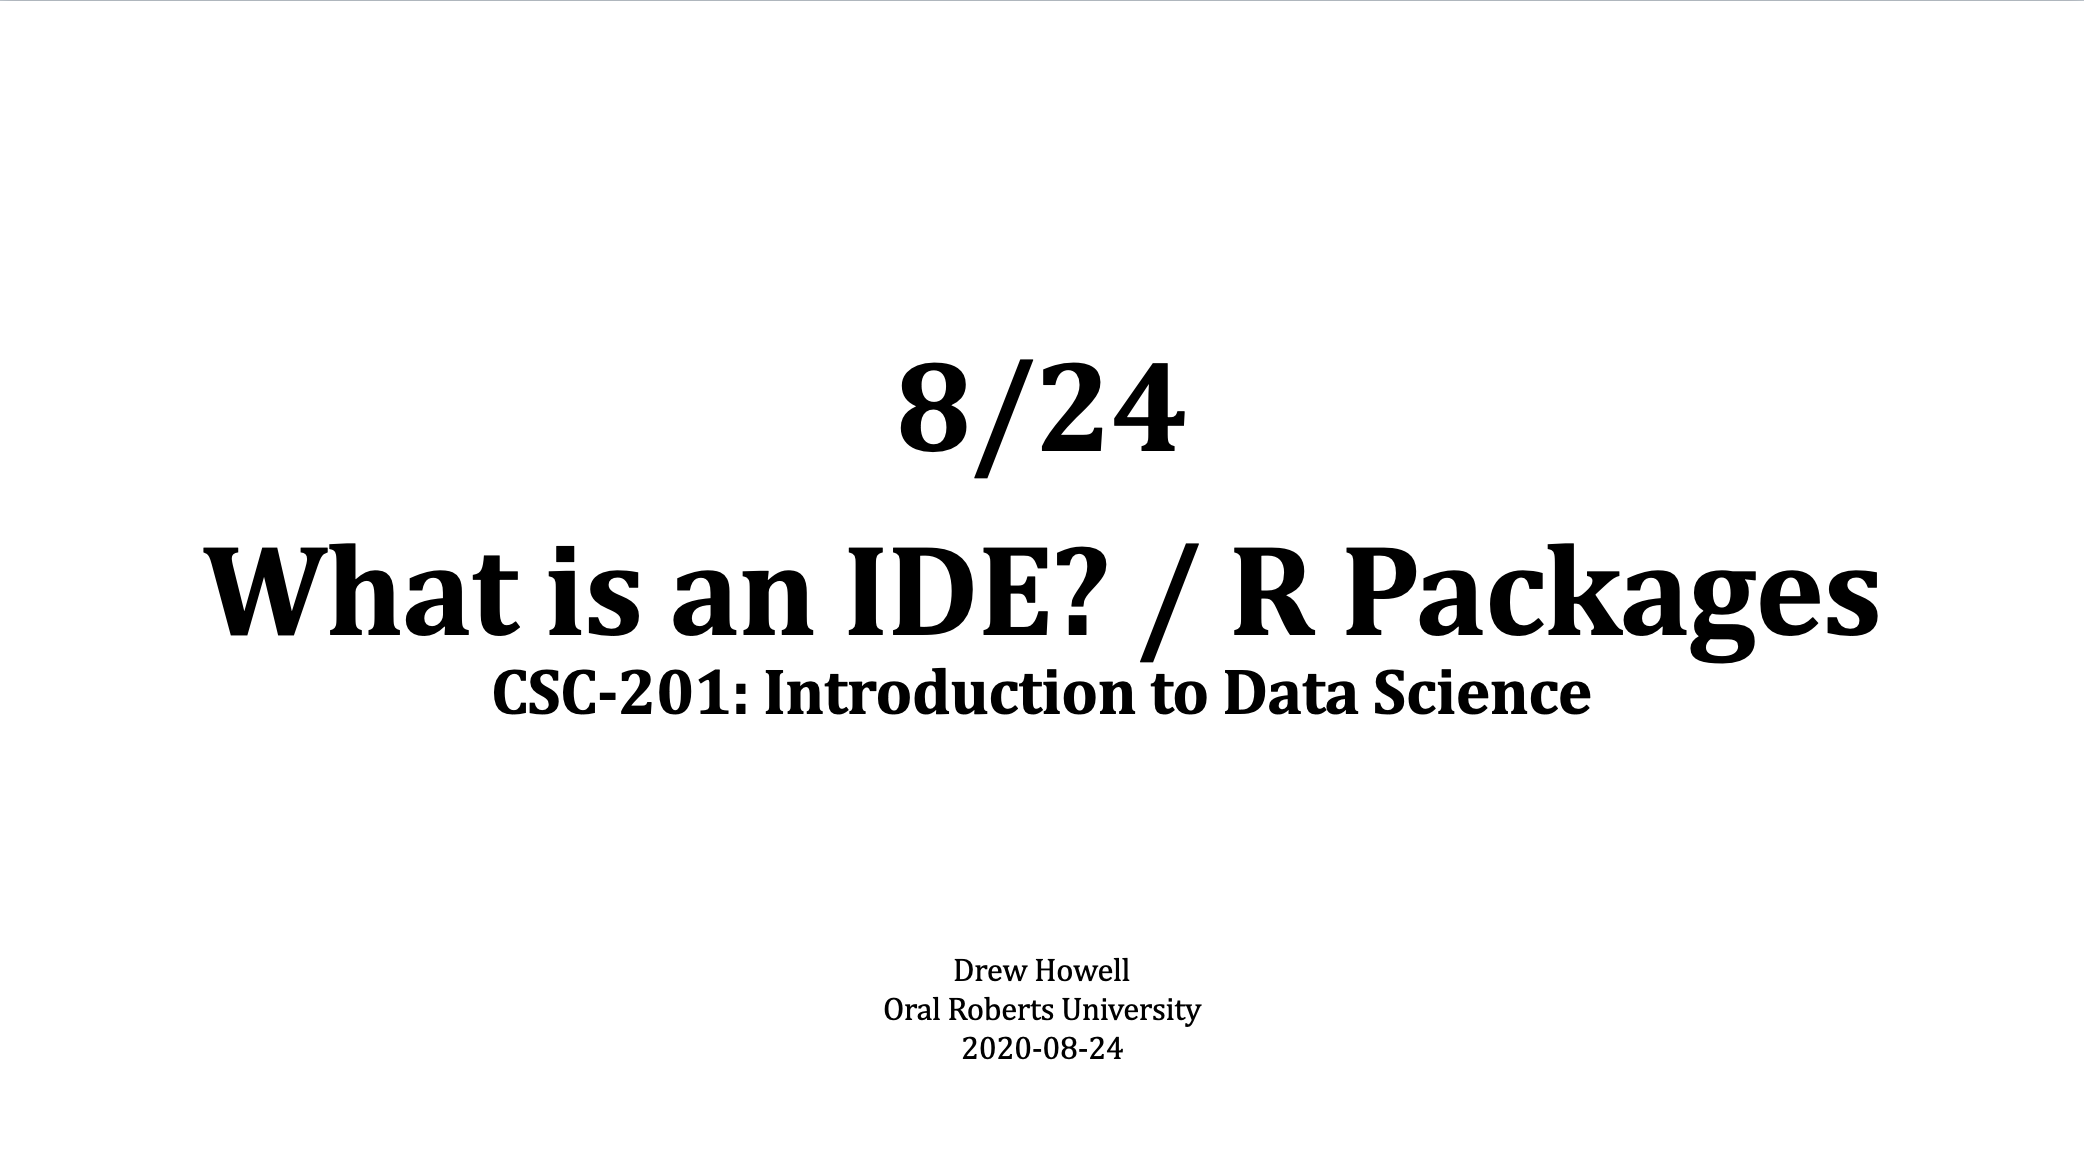 8/24
What is an IDE? / R Packages
CSC-201: Introduction to Data Science
Drew Howell
Oral Roberts University
2020-08-24